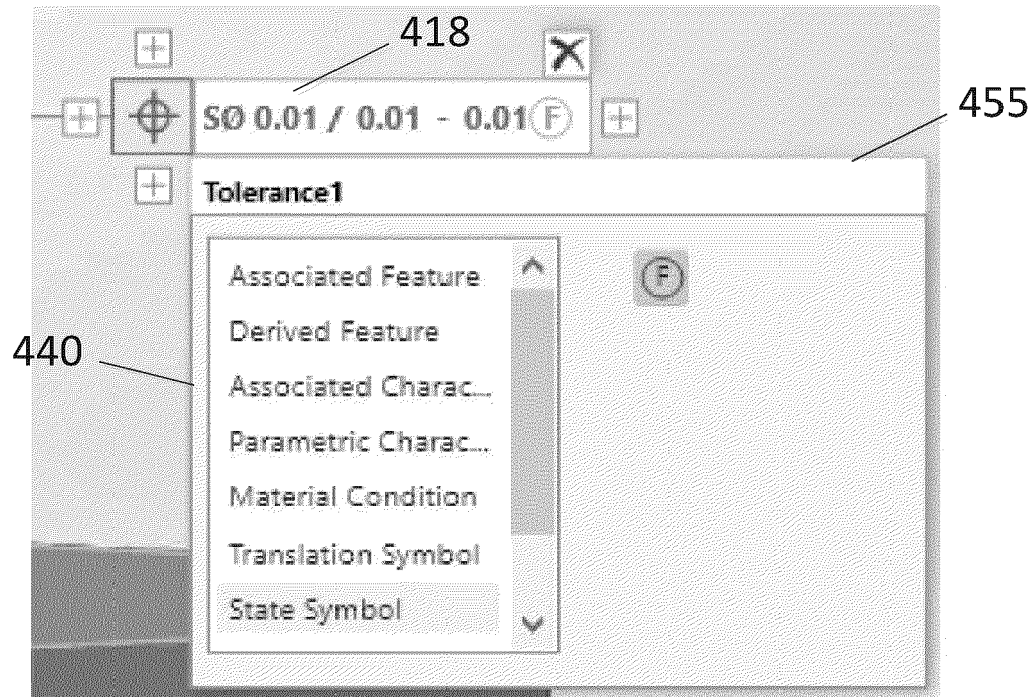 418
SØ 0.01 / 0.01 - 0.01 Ⓕ
455
Tolerance1
Associated Feature
Ⓕ
Derived Feature
440
Associated Charac...
Parametric Charac...
Material Condition
Translation Symbol
State Symbol